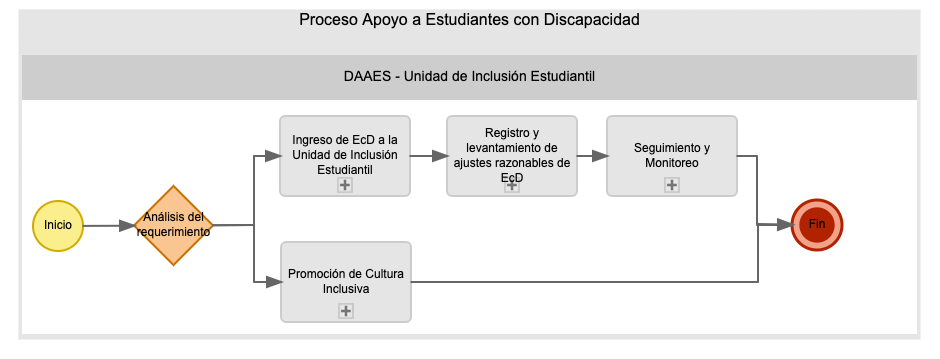 Proceso Apoyo a Estudiantes con Discapacidad
DAAES - Unidad de Inclusión Estudiantil
Inicio
Análisis del
requerimiento
Ingreso de EcD a la
Unidad de Inclusión
Estudiantil
Registro y
levantamiento de
ajustes razonables de
EcD
Seguimiento y
Monitoreo
Promoción de Cultura
Inclusiva
Fin